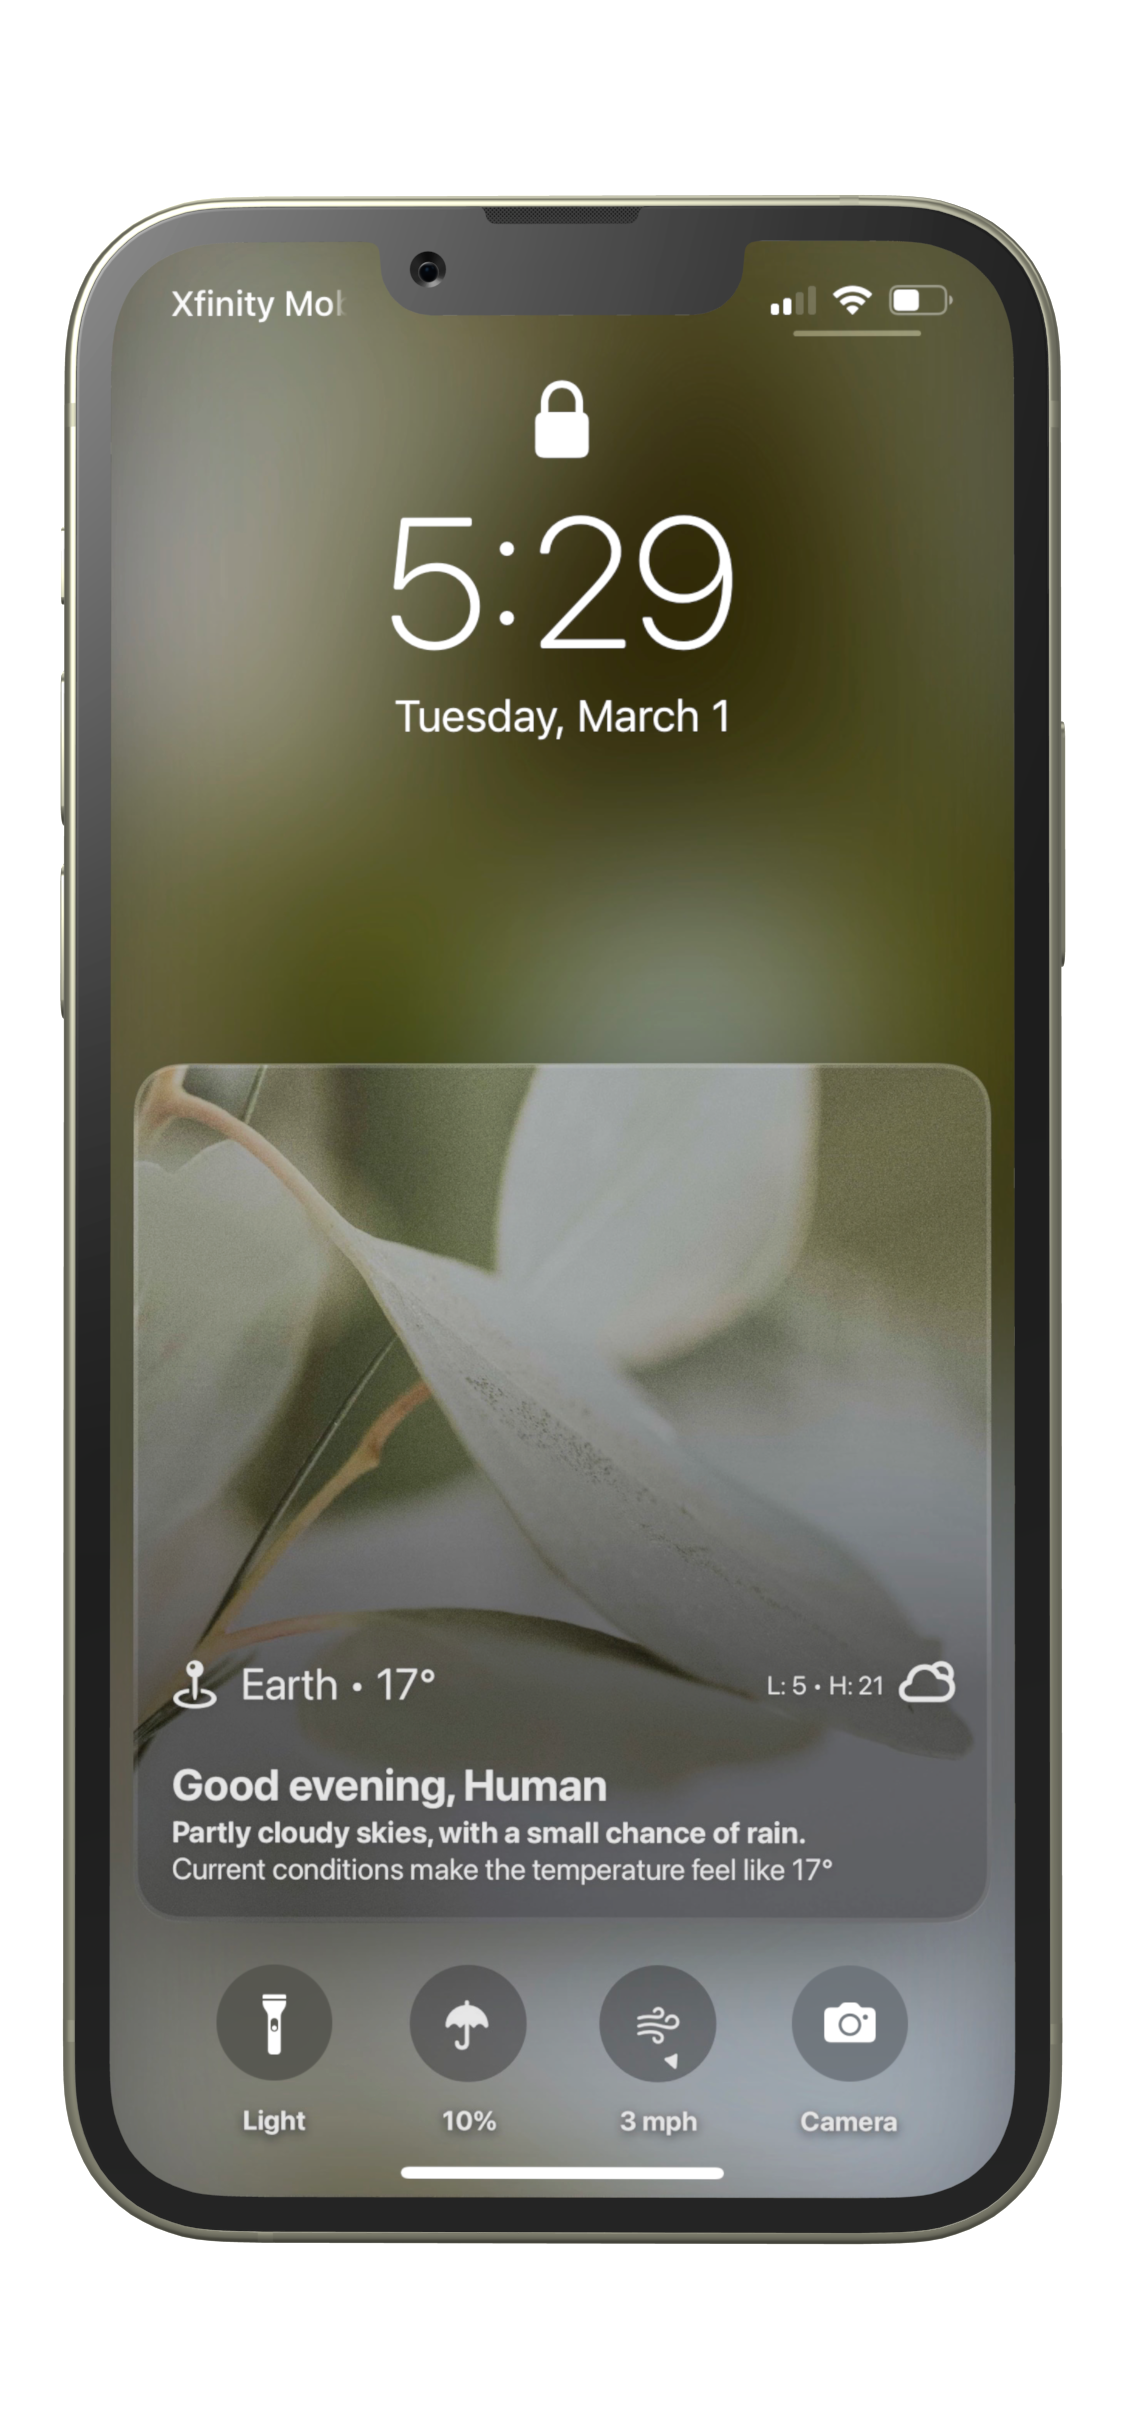 Xfinity Mob
5:29
Tuesday, March 1
Earth • 17°
L: 5 • H: 21
Good evening, Human
Partly cloudy skies, with a small chance of rain.
Current conditions make the temperature feel like 17°
Light
10%
3 mph
Camera